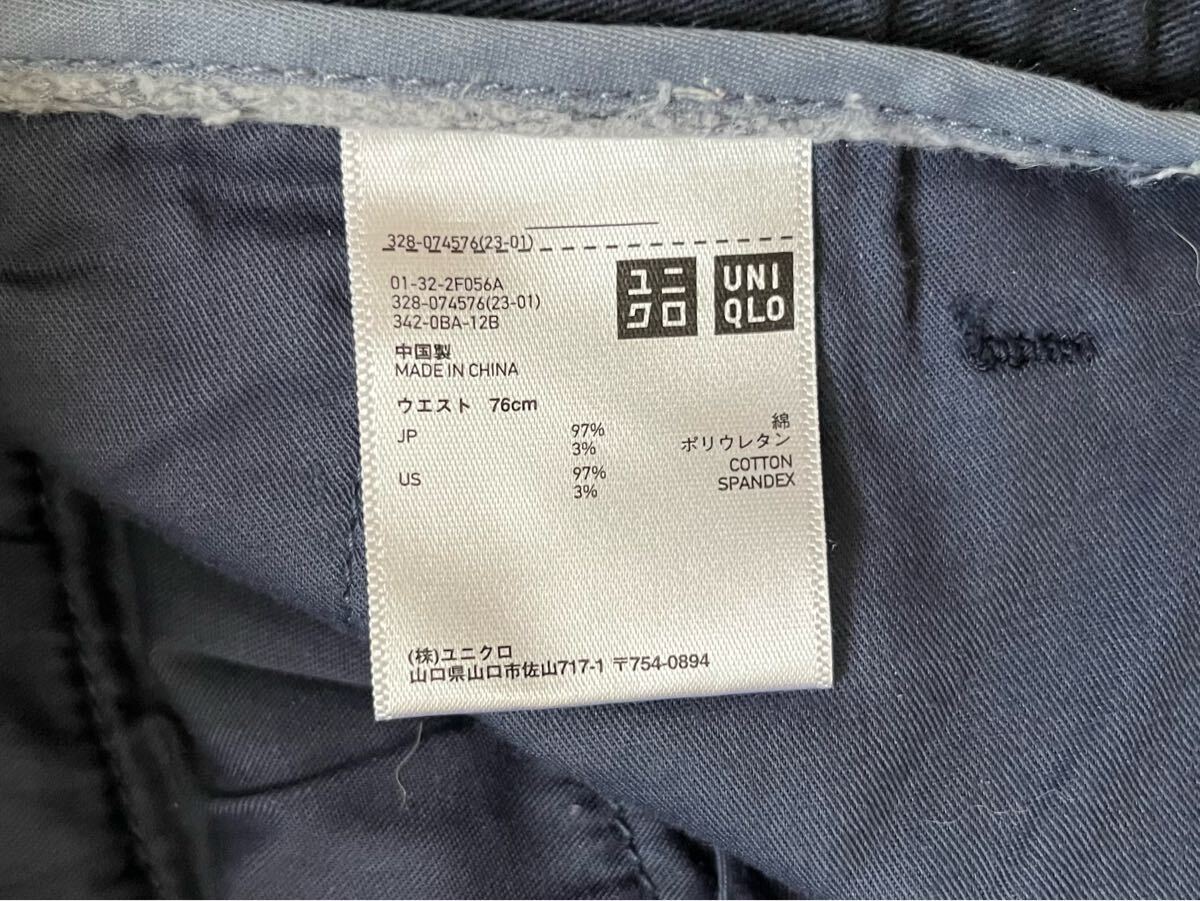 328-074576(23-01)
ユニ
クロ
UNI
QLO
01-32-2F056A
328-074576(23-01)
342-0BA-12B
中国製
MADE IN CHINA
ウエスト 76cm
JP 97% 綿
3% ポリウレタン
US 97% COTTON
3% SPANDEX
(株)ユニクロ
山口県山口市佐山717-1 〒754-0894